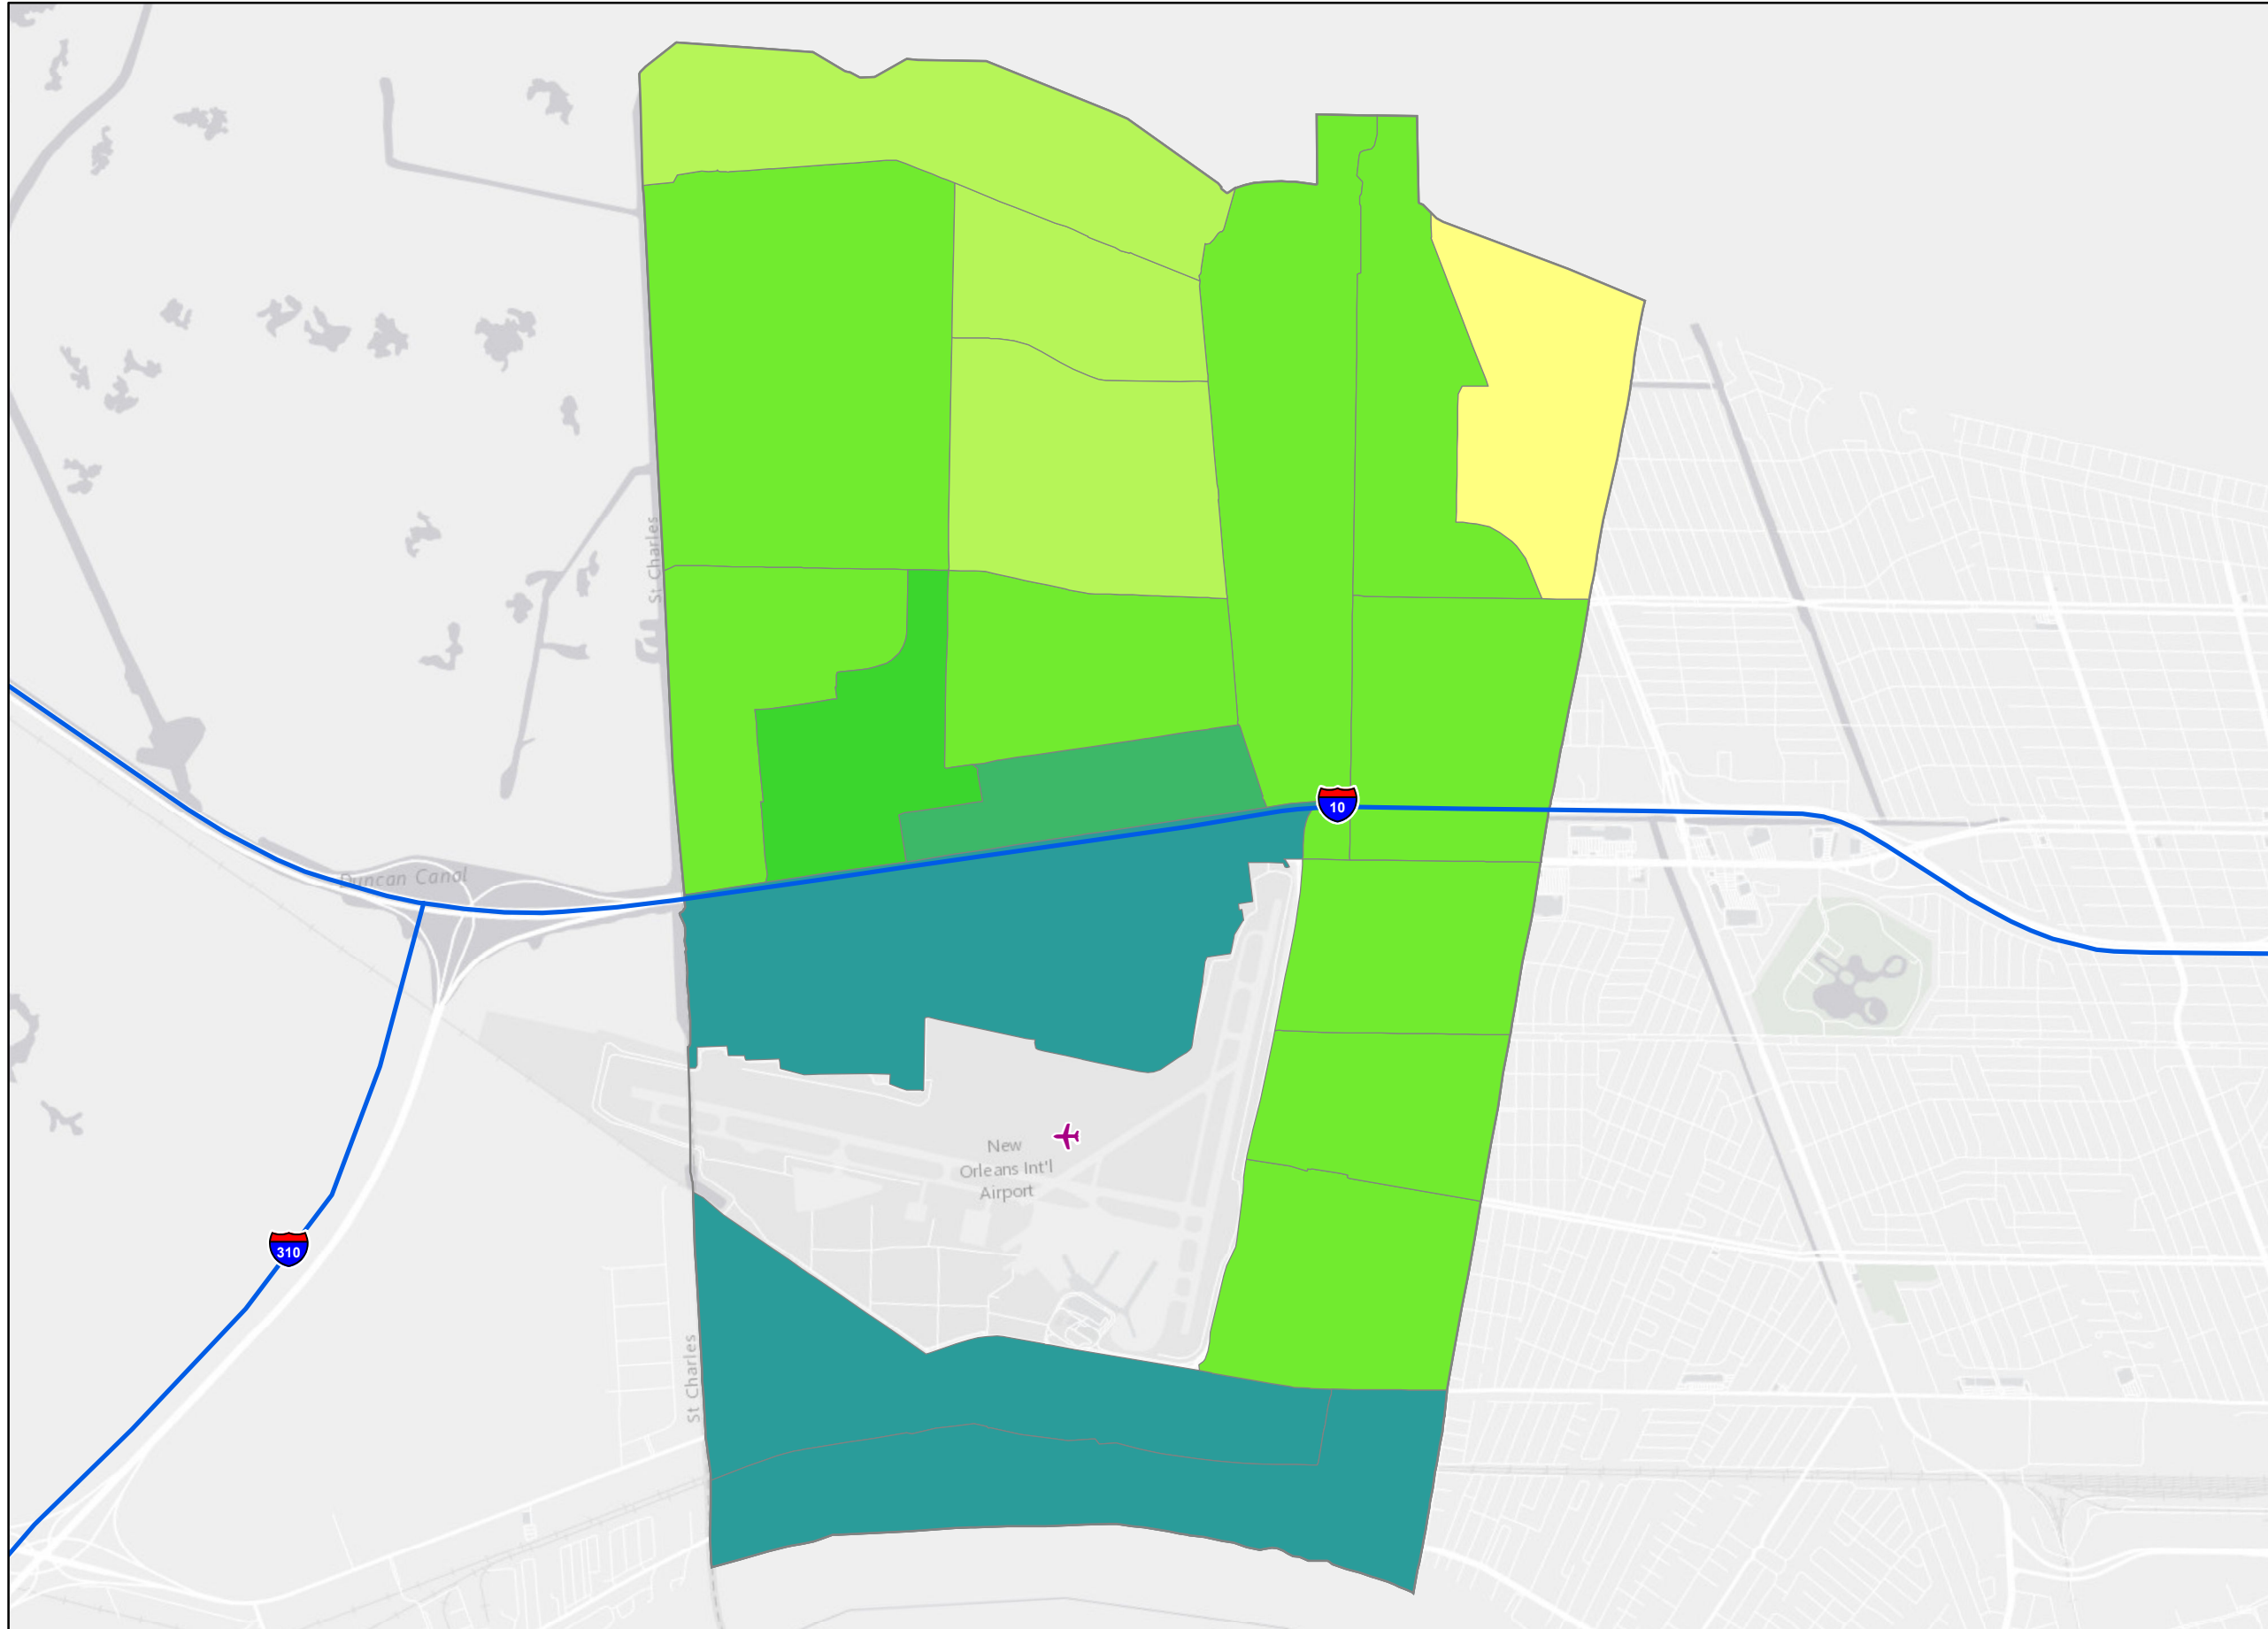 St. Charles
10
Duncan Canal
New
Orleans Int'l
Airport
310
St. Charles